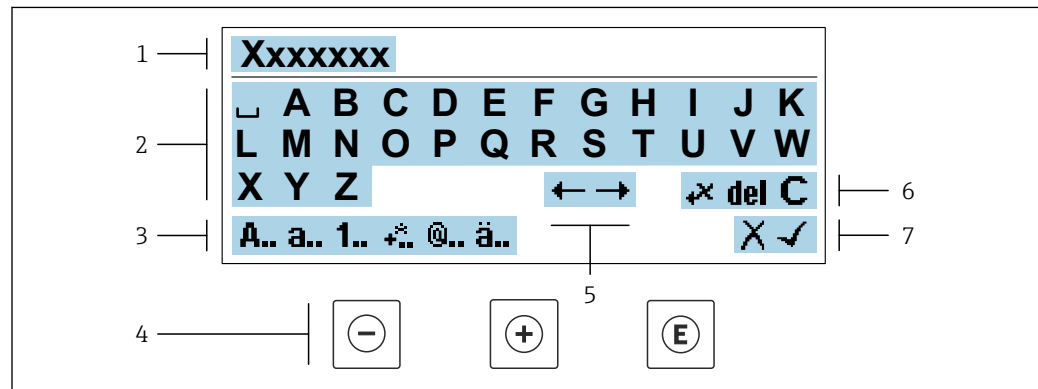 1 Xxxxxxx
2 ␣ A B C D E F G H I J K
L M N O P Q R S T U V W
X Y Z ← → +× del C 6
3 A.. a.. 1.. +*.. @.. ä.. X ✓ 7
5
4 − + E